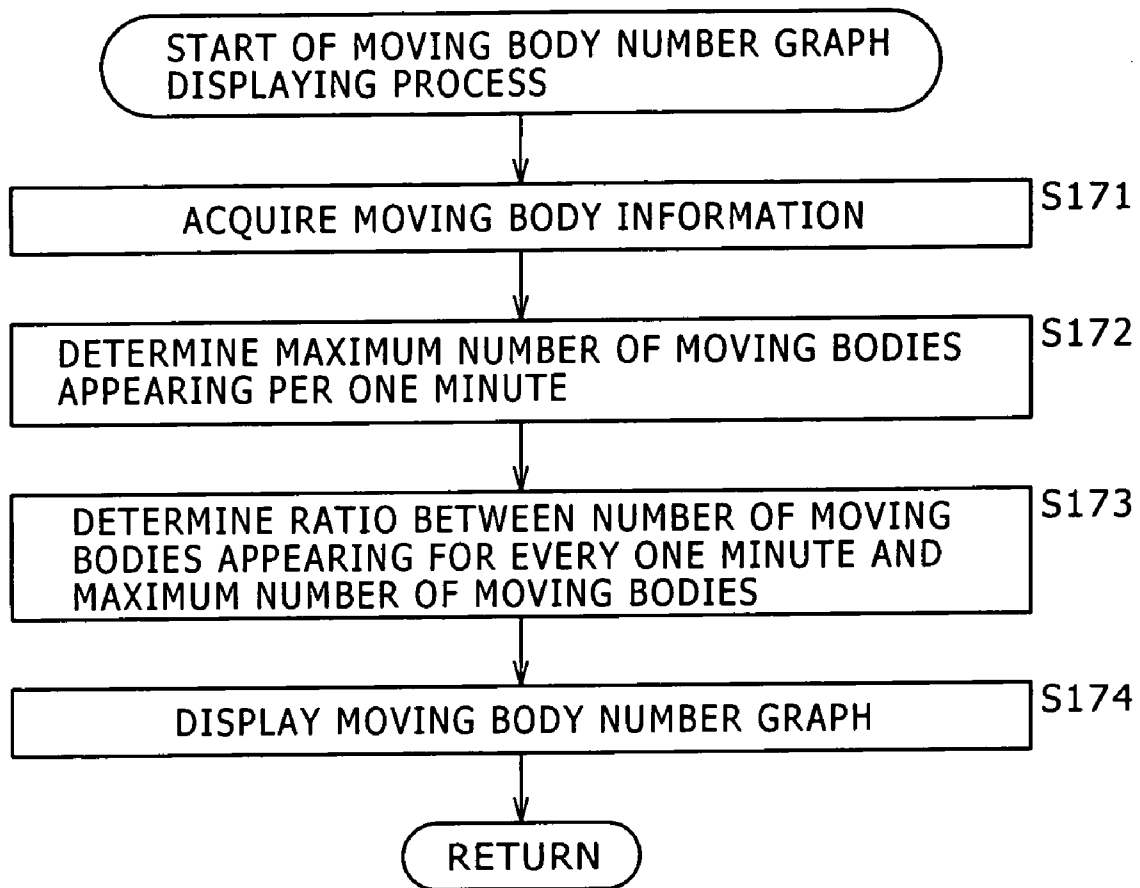 START OF MOVING BODY NUMBER GRAPH
DISPLAYING PROCESS
ACQUIRE MOVING BODY INFORMATION
S171
DETERMINE MAXIMUM NUMBER OF MOVING BODIES
APPEARING PER ONE MINUTE
S172
DETERMINE RATIO BETWEEN NUMBER OF MOVING
BODIES APPEARING FOR EVERY ONE MINUTE AND
MAXIMUM NUMBER OF MOVING BODIES
S173
DISPLAY MOVING BODY NUMBER GRAPH
S174
RETURN